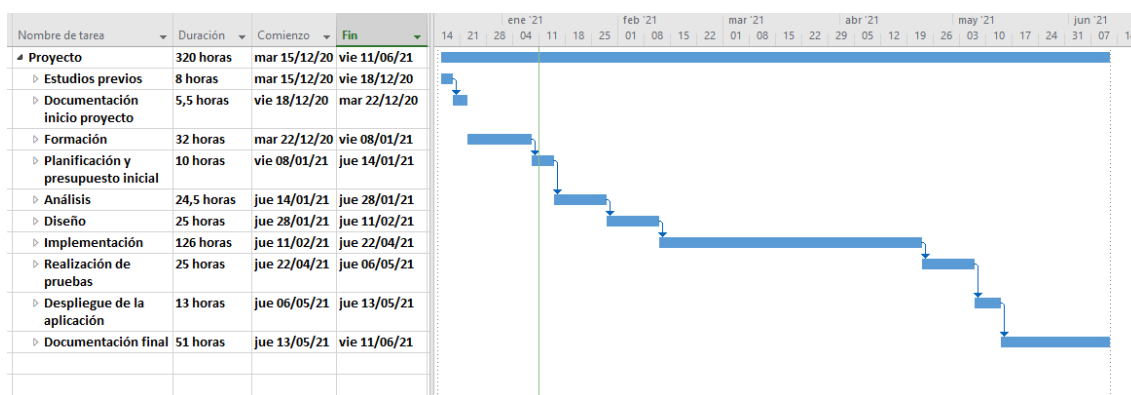 ene '21 feb '21 mar '21 abr '21 may '21 jun '21
Nombre de tarea Duración Comienzo Fin 14 21 28 04 11 18 25 01 08 15 22 01 08 15 22 29 05 12 19 26 03 10 17 24 31 07
Proyecto 320 horas mar 15/12/20 vie 11/06/21
Estudios previos 8 horas mar 15/12/20 vie 18/12/20
Documentación 5,5 horas vie 18/12/20 mar 22/12/20
inicio proyecto
Formación 32 horas mar 22/12/20 vie 08/01/21
Planificación y 10 horas vie 08/01/21 jue 14/01/21
presupuesto inicial
Análisis 24,5 horas jue 14/01/21 jue 28/01/21
Diseño 25 horas jue 28/01/21 jue 11/02/21
Implementación 126 horas jue 11/02/21 jue 22/04/21
Realización de 25 horas jue 22/04/21 jue 06/05/21
pruebas
Despliegue de la 13 horas jue 06/05/21 jue 13/05/21
aplicación
Documentación final 51 horas jue 13/05/21 vie 11/06/21